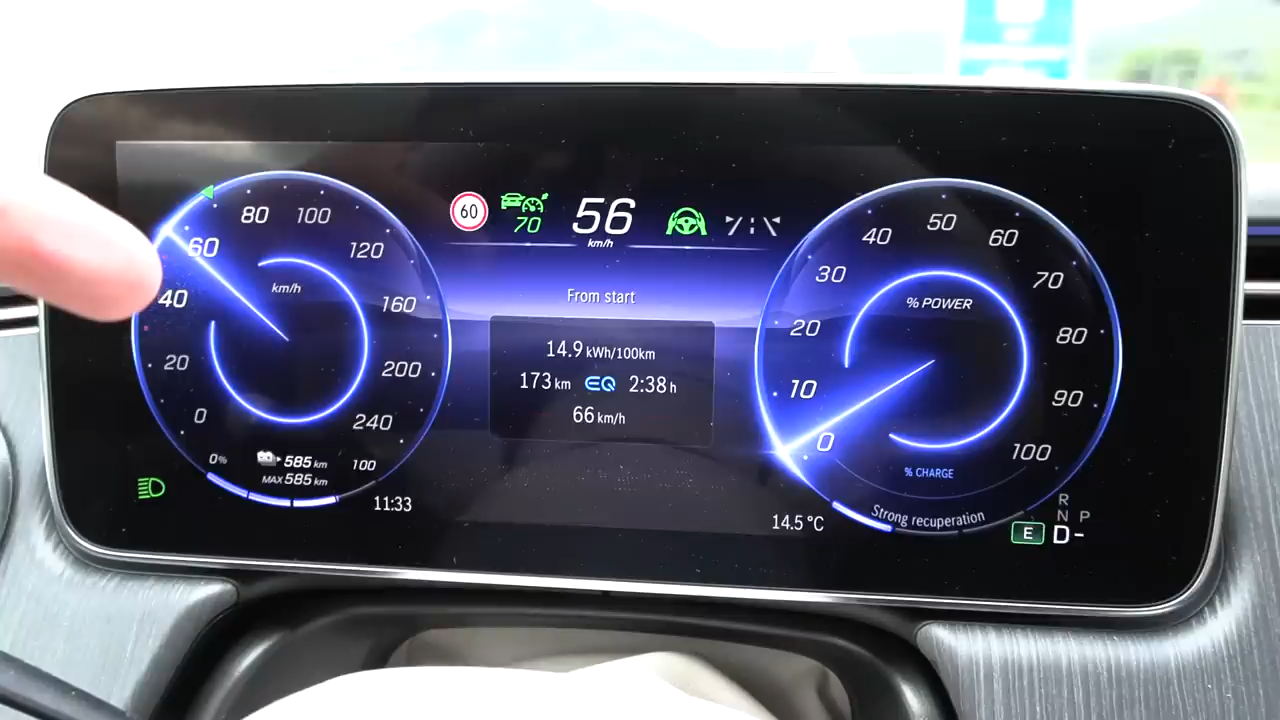 60
70
56
km/h
80 100
60 120
40 km/h 160
20 200
0 240
0% 585 km 100
MAX 585 km
11:33
From start
14.9 kWh/100km
173 km EQ 2:38 h
66 km/h
50
40 60
30 70
% POWER
20 80
10 90
0 100
% CHARGE
Strong recuperation
14.5 °C
R
N P
E D-